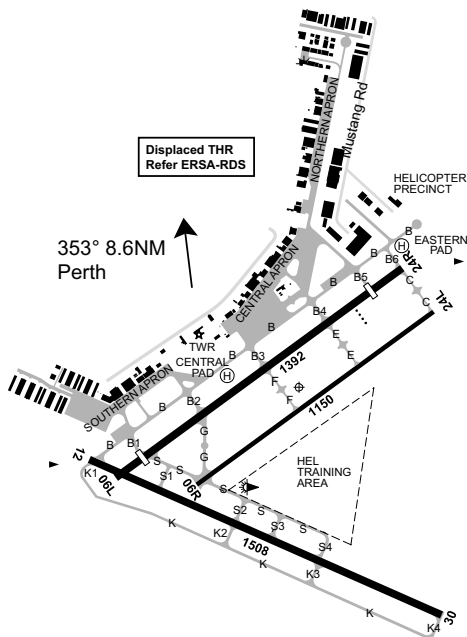 NORTHERN APRON
Mustang Rd
Displaced THR
Refer ERSA-RDS
HELICOPTER
PRECINCT
353° 8.6NM
Perth
B
H
EASTERN
PAD
B
B6
24R
CENTRAL APRON
B5
B
C
24L
C
B4
B
E
TWR
CENTRAL
PAD
H
B
B3
1392
E
F
F
1150
SOUTHERN APRON
B2
B
G
G
B
B1
12
K1
06L
S
S1
S
06R
S
HEL
TRAINING
AREA
S2
S
S3
S
S4
K
K2
1508
K
K3
K
30
K4